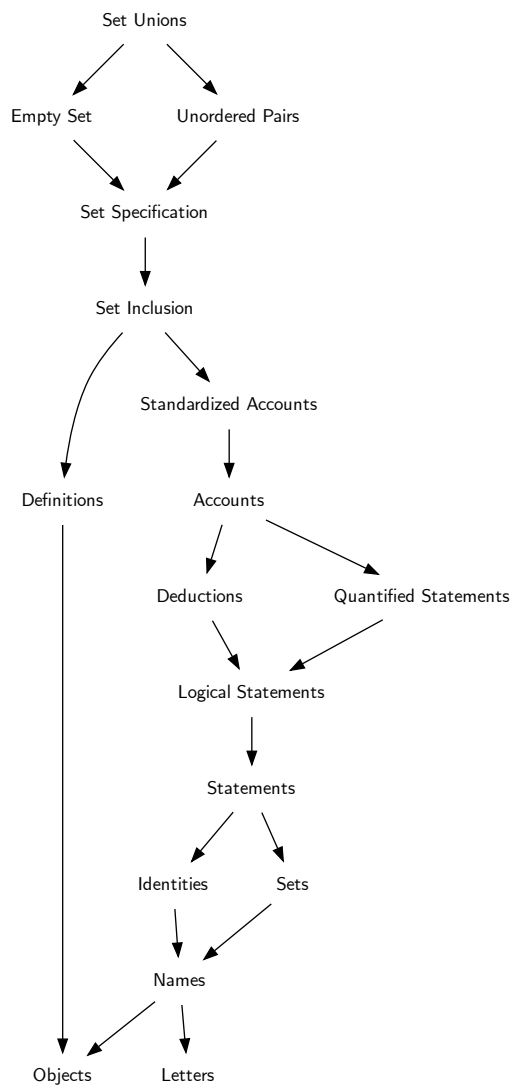 Set Unions
Empty Set
Unordered Pairs
Set Specification
Set Inclusion
Standardized Accounts
Definitions
Accounts
Deductions
Quantified Statements
Logical Statements
Statements
Identities
Sets
Names
Objects
Letters